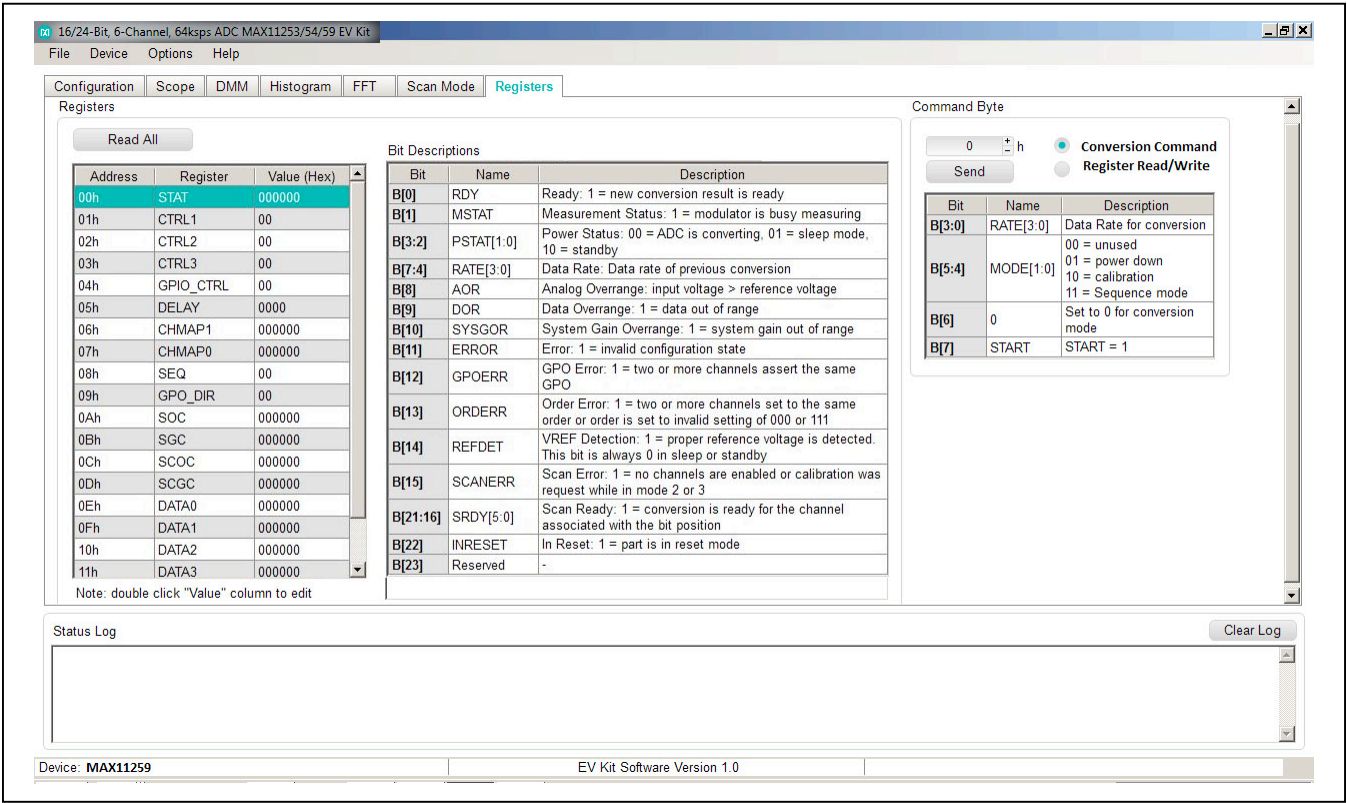 16/24-Bit, 6-Channel, 64ksps ADC MAX11253/54/59 EV Kit
File Device Options Help
Configuration Scope DMM Histogram FFT Scan Mode Registers
Registers
Read All
Address Register Value (Hex)
00h STAT 000000
01h CTRL1 00
02h CTRL2 00
03h CTRL3 00
04h GPIO_CTRL 00
05h DELAY 0000
06h CHMAP1 000000
07h CHMAP0 000000
08h SEQ 00
09h GPO_DIR 00
0Ah SOC 000000
0Bh SGC 000000
0Ch SCOC 000000
0Dh SCGC 000000
0Eh DATA0 000000
0Fh DATA1 000000
10h DATA2 000000
11h DATA3 000000
Note: double click "Value" column to edit
Bit Descriptions
Bit Name Description
B[0] RDY Ready: 1 = new conversion result is ready
B[1] MSTAT Measurement Status: 1 = modulator is busy measuring
B[3:2] PSTAT[1:0] Power Status: 00 = ADC is converting, 01 = sleep mode,
10 = standby
B[7:4] RATE[3:0] Data Rate: Data rate of previous conversion
B[8] AOR Analog Overrange: input voltage > reference voltage
B[9] DOR Data Overrange: 1 = data out of range
B[10] SYSGOR System Gain Overrange: 1 = system gain out of range
B[11] ERROR Error: 1 = invalid configuration state
B[12] GPOERR GPO Error: 1 = two or more channels assert the same
GPO
B[13] ORDERR Order Error: 1 = two or more channels set to the same
order or order is set to invalid setting of 000 or 111
B[14] REFDET VREF Detection: 1 = proper reference voltage is detected.
This bit is always 0 in sleep or standby
B[15] SCANERR Scan Error: 1 = no channels are enabled or calibration was
request while in mode 2 or 3
B[21:16] SRDY[5:0] Scan Ready: 1 = conversion is ready for the channel
associated with the bit position
B[22] INRESET In Reset: 1 = part is in reset mode
B[23] Reserved -
Command Byte
0 h Conversion Command
Send Register Read/Write
Bit Name Description
B[3:0] RATE[3:0] Data Rate for conversion
B[5:4] MODE[1:0] 00 = unused
01 = power down
10 = calibration
11 = Sequence mode
B[6] 0 Set to 0 for conversion
mode
B[7] START START = 1
Status Log
Clear Log
Device: MAX11259
EV Kit Software Version 1.0